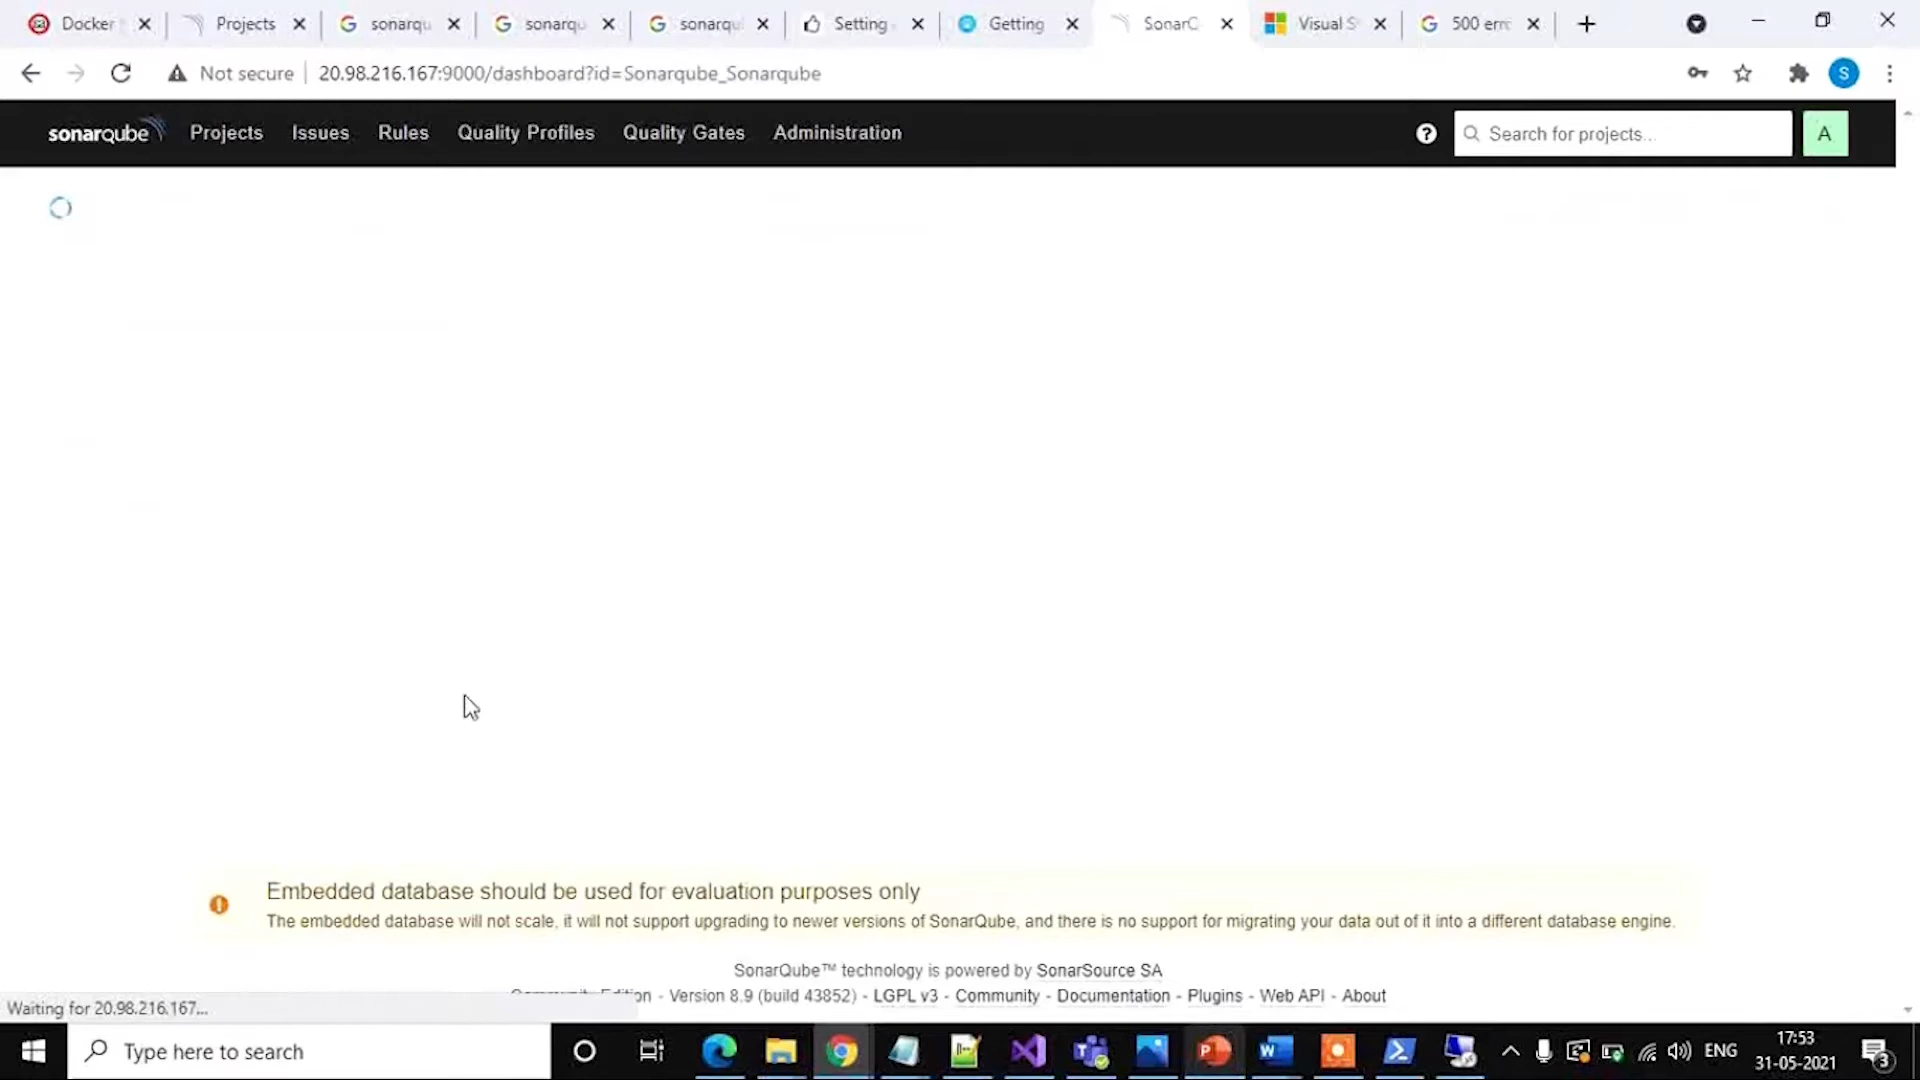 Docker Projects sonarqu sonarqu sonarqu Setting Getting SonarC Visual S 500 erro
Not secure 20.98.216.167:9000/dashboard?id=Sonarqube_Sonarqube S
sonarqube Projects Issues Rules Quality Profiles Quality Gates Administration ? Search for projects... A
Embedded database should be used for evaluation purposes only
The embedded database will not scale, it will not support upgrading to newer versions of SonarQube, and there is no support for migrating your data out of it into a different database engine.
SonarQube™ technology is powered by SonarSource SA
Community Edition - Version 8.9 (build 43852) - LGPL v3 - Community - Documentation - Plugins - Web API - About
Waiting for 20.98.216.167...
Type here to search ENG 17:53
31-05-2021 3